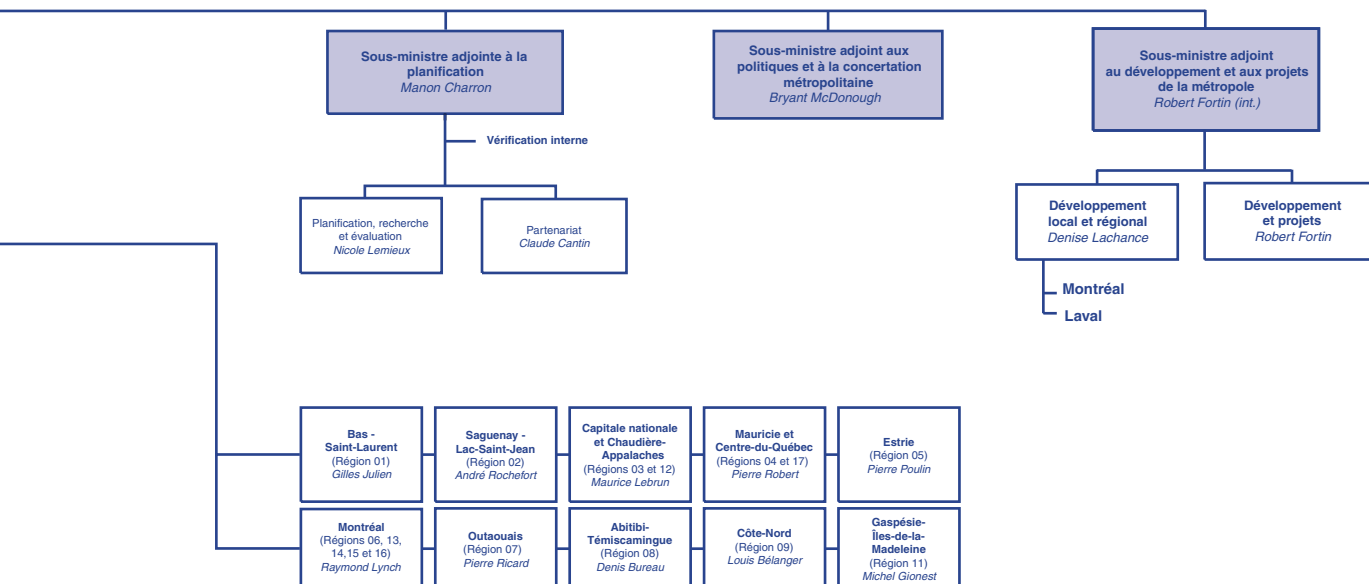 Sous-ministre adjointe à la
planification
Manon Charron
Sous-ministre adjoint aux
politiques et à la concertation
métropolitaine
Bryant McDonough
Sous-ministre adjoint
au développement et aux projets
de la métropole
Robert Fortin (int.)
Vérification interne
Planification, recherche
et évaluation
Nicole Lemieux
Partenariat
Claude Cantin
Développement
local et régional
Denise Lachance
Développement
et projets
Robert Fortin
Montréal
Laval
Bas -
Saint-Laurent
(Région 01)
Gilles Julien
Saguenay -
Lac-Saint-Jean
(Région 02)
André Rochefort
Capitale nationale
et Chaudière-
Appalaches
(Régions 03 et 12)
Maurice Lebrun
Mauricie et
Centre-du-Québec
(Régions 04 et 17)
Pierre Robert
Estrie
(Région 05)
Pierre Poulin
Montréal
(Régions 06, 13,
14,15 et 16)
Raymond Lynch
Outaouais
(Région 07)
Pierre Ricard
Abitibi-
Témiscamingue
(Région 08)
Denis Bureau
Côte-Nord
(Région 09)
Louis Bélanger
Gaspésie-
Îles-de-la-
Madeleine
(Région 11)
Michel Gionest